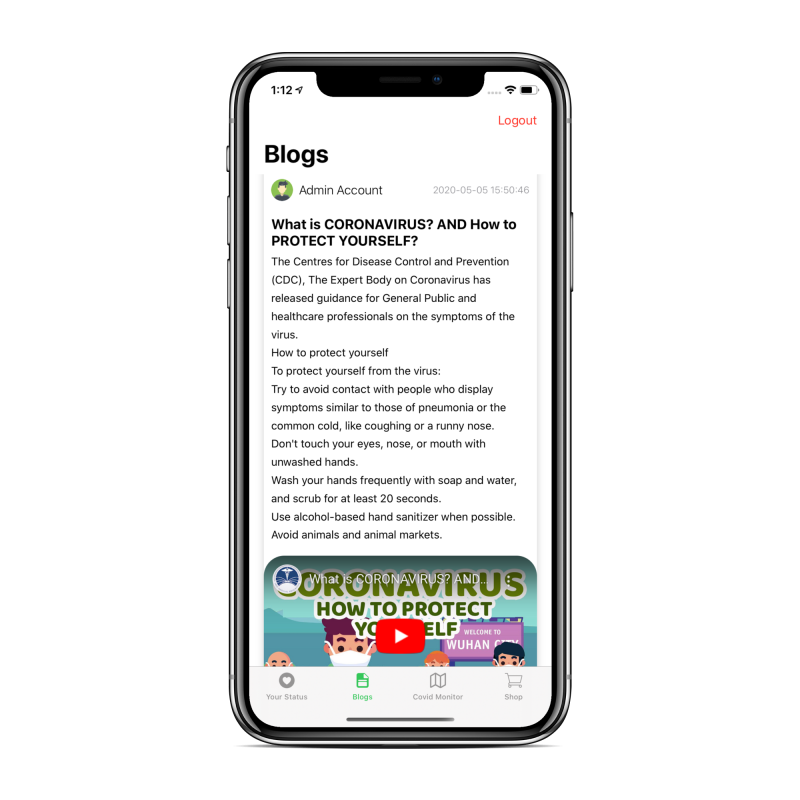 1:12
Logout
Blogs
Admin Account 2020-05-05 15:50:46
What is CORONAVIRUS? AND How to
PROTECT YOURSELF?
The Centres for Disease Control and Prevention
(CDC), The Expert Body on Coronavirus has
released guidance for General Public and
healthcare professionals on the symptoms of the
virus.
How to protect yourself
To protect yourself from the virus:
Try to avoid contact with people who display
symptoms similar to those of pneumonia or the
common cold, like coughing or a runny nose.
Don't touch your eyes, nose, or mouth with
unwashed hands.
Wash your hands frequently with soap and water,
and scrub for at least 20 seconds.
Use alcohol-based hand sanitizer when possible.
Avoid animals and animal markets.
What is CORONAVIRUS? AND...
CORONAVIRUS
HOW TO PROTECT
YOURSELF
WELCOME TO
WUHAN CITY
Your Status Blogs Covid Monitor Shop